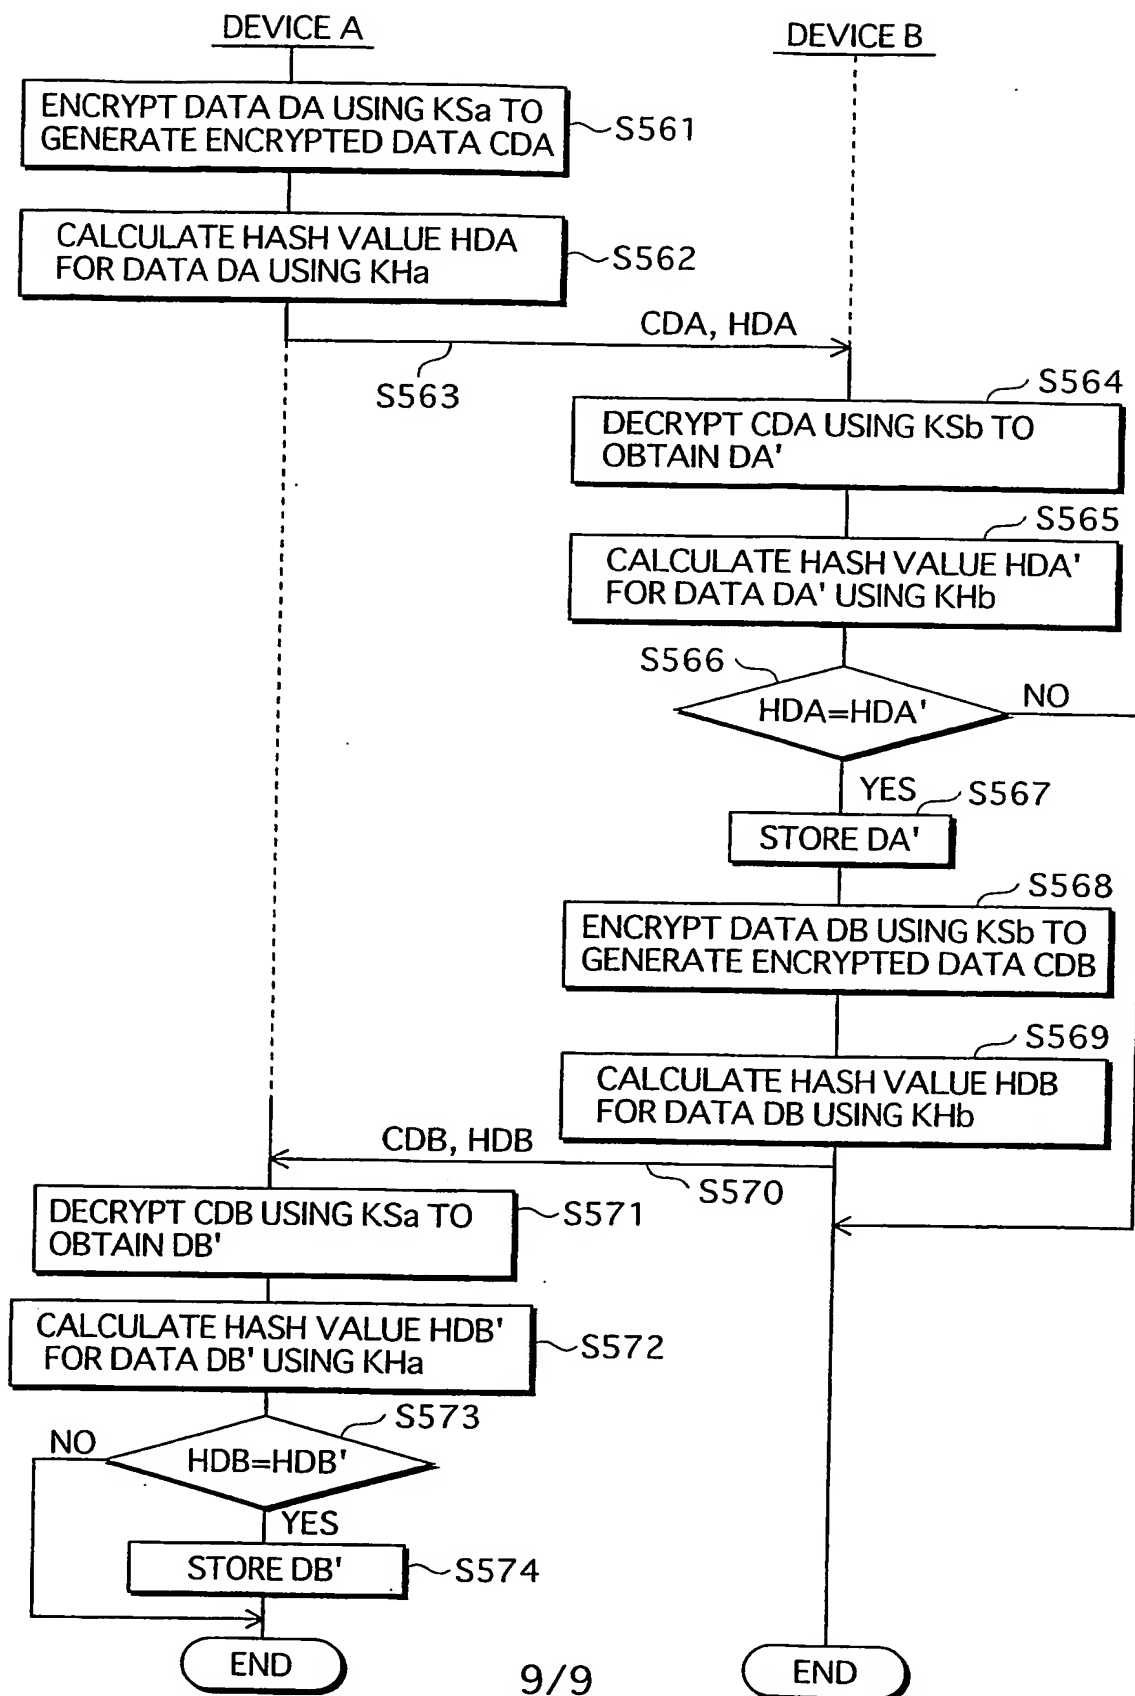 DEVICE A
DEVICE B
ENCRYPT DATA DA USING KSa TO
GENERATE ENCRYPTED DATA CDA
S561
CALCULATE HASH VALUE HDA
FOR DATA DA USING KHa
S562
CDA, HDA
S563
S564
DECRYPT CDA USING KSb TO
OBTAIN DA'
S565
CALCULATE HASH VALUE HDA'
FOR DATA DA' USING KHb
S566
HDA=HDA'
NO
YES
S567
STORE DA'
S568
ENCRYPT DATA DB USING KSb TO
GENERATE ENCRYPTED DATA CDB
S569
CALCULATE HASH VALUE HDB
FOR DATA DB USING KHb
CDB, HDB
S570
DECRYPT CDB USING KSa TO
OBTAIN DB'
S571
CALCULATE HASH VALUE HDB'
FOR DATA DB' USING KHa
S572
S573
NO
HDB=HDB'
YES
STORE DB'
S574
END
9/9
END